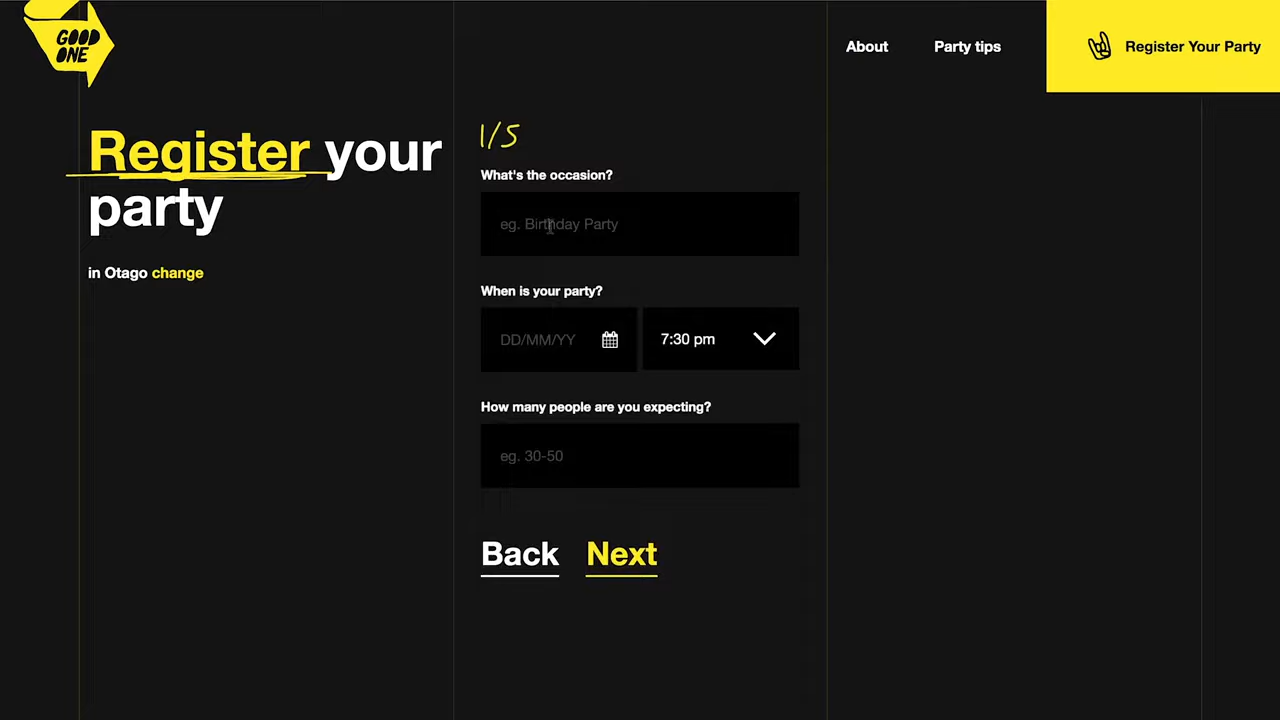 GOOD
ONE
About
Party tips
Register Your Party
Register your
party
in Otago change
1/5
What's the occasion?
eg. Birthday Party
When is your party?
DD/MM/YY
7:30 pm
How many people are you expecting?
eg. 30-50
Back
Next